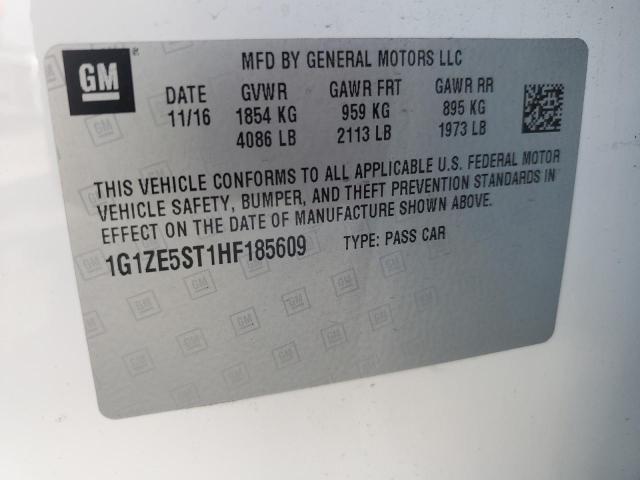 GM
MFD BY GENERAL MOTORS LLC
DATE GVWR GAWR FRT GAWR RR
11/16 1854 KG 959 KG 895 KG
4086 LB 2113 LB 1973 LB
THIS VEHICLE CONFORMS TO ALL APPLICABLE U.S. FEDERAL MOTOR
VEHICLE SAFETY, BUMPER, AND THEFT PREVENTION STANDARDS IN
EFFECT ON THE DATE OF MANUFACTURE SHOWN ABOVE.
1G1ZE5ST1HF185609 TYPE: PASS CAR